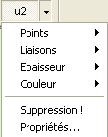 u2
Points
Liaisons
Epaisseur
Couleur
Suppression !
Propriétés...